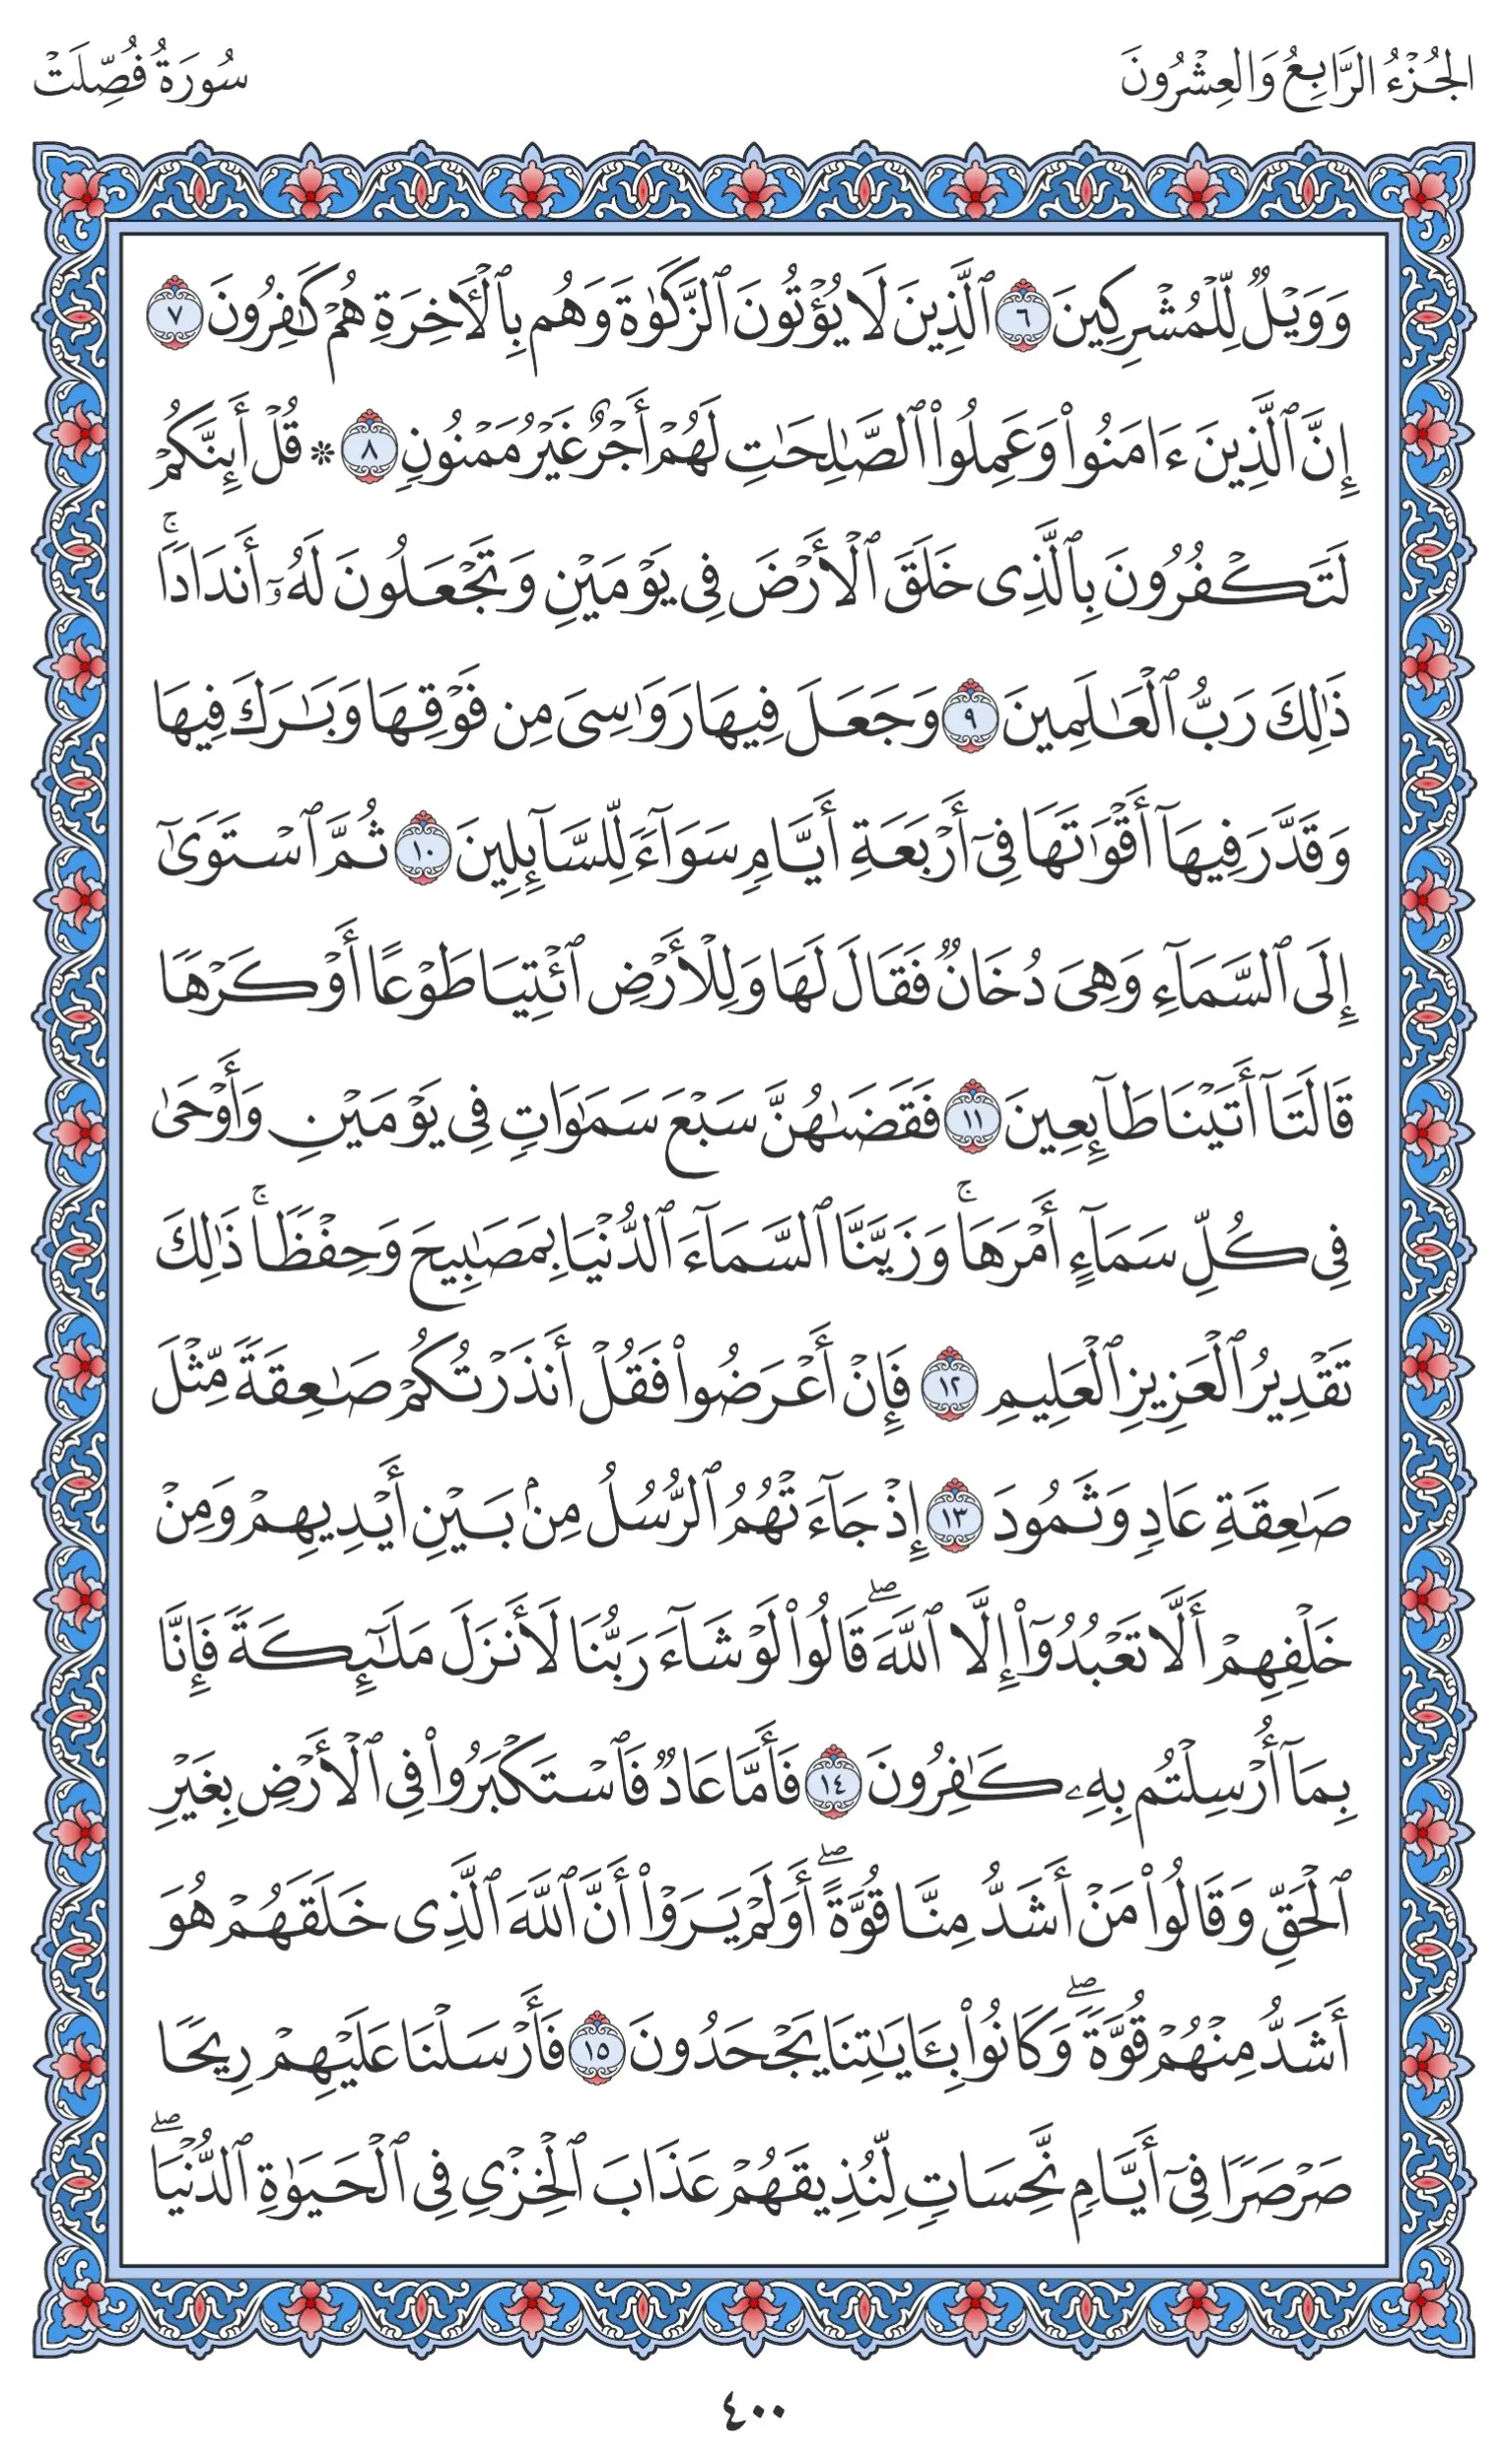 الجُزْءُ الرَّابِعُ وَالعِشْرُونَ
سُورَةُ فُصِّلَتْ
وَوَيْلٌ لِّلْمُشْرِكِينَ ٦ ٱلَّذِينَ لَا يُؤْتُونَ ٱلزَّكَوٰةَ وَهُم بِٱلْأٓخِرَةِ هُمْ كَٰفِرُونَ ٧
إِنَّ ٱلَّذِينَ ءَامَنُوا۟ وَعَمِلُوا۟ ٱلصَّٰلِحَٰتِ لَهُمْ أَجْرٌ غَيْرُ مَمْنُونٍ ٨ * قُلْ أَئِنَّكُمْ
لَتَكْفُرُونَ بِٱلَّذِى خَلَقَ ٱلْأَرْضَ فِى يَوْمَيْنِ وَتَجْعَلُونَ لَهُۥٓ أَندَادًا ۚ
ذَٰلِكَ رَبُّ ٱلْعَٰلَمِينَ ٩ وَجَعَلَ فِيهَا رَوَٰسِىَ مِن فَوْقِهَا وَبَٰرَكَ فِيهَا
وَقَدَّرَ فِيهَآ أَقْوَٰتَهَا فِىٓ أَرْبَعَةِ أَيَّامٍ سَوَآءً لِّلسَّآئِلِينَ ١٠ ثُمَّ ٱسْتَوَىٰٓ
إِلَى ٱلسَّمَآءِ وَهِىَ دُخَانٌ فَقَالَ لَهَا وَلِلْأَرْضِ ٱئْتِيَا طَوْعًا أَوْ كَرْهًا
قَالَتَآ أَتَيْنَا طَآئِعِينَ ١١ فَقَضَىٰهُنَّ سَبْعَ سَمَٰوَاتٍ فِى يَوْمَيْنِ وَأَوْحَىٰ
فِى كُلِّ سَمَآءٍ أَمْرَهَا ۚ وَزَيَّنَّا ٱلسَّمَآءَ ٱلدُّنْيَا بِمَصَٰبِيحَ وَحِفْظًا ۚ ذَٰلِكَ
تَقْدِيرُ ٱلْعَزِيزِ ٱلْعَلِيمِ ١٢ فَإِنْ أَعْرَضُوا۟ فَقُلْ أَنذَرْتُكُمْ صَٰعِقَةً مِّثْلَ
صَٰعِقَةِ عَادٍ وَثَمُودَ ١٣ إِذْ جَآءَتْهُمُ ٱلرُّسُلُ مِنۢ بَيْنِ أَيْدِيهِمْ وَمِنْ
خَلْفِهِمْ أَلَّا تَعْبُدُوٓا۟ إِلَّا ٱللَّهَ ۖ قَالُوا۟ لَوْ شَآءَ رَبُّنَا لَأَنزَلَ مَلَٰٓئِكَةً فَإِنَّا
بِمَآ أُرْسِلْتُم بِهِۦ كَٰفِرُونَ ١٤ فَأَمَّا عَادٌ فَٱسْتَكْبَرُوا۟ فِى ٱلْأَرْضِ بِغَيْرِ
ٱلْحَقِّ وَقَالُوا۟ مَنْ أَشَدُّ مِنَّا قُوَّةً ۖ أَوَلَمْ يَرَوْا۟ أَنَّ ٱللَّهَ ٱلَّذِى خَلَقَهُمْ هُوَ
أَشَدُّ مِنْهُمْ قُوَّةً ۖ وَكَانُوا۟ بِـَٔايَٰتِنَا يَجْحَدُونَ ١٥ فَأَرْسَلْنَا عَلَيْهِمْ رِيحًا
صَرْصَرًا فِىٓ أَيَّامٍ نَّحِسَاتٍ لِّنُذِيقَهُمْ عَذَابَ ٱلْخِزْىِ فِى ٱلْحَيَوٰةِ ٱلدُّنْيَا ۖ
٤٠٠